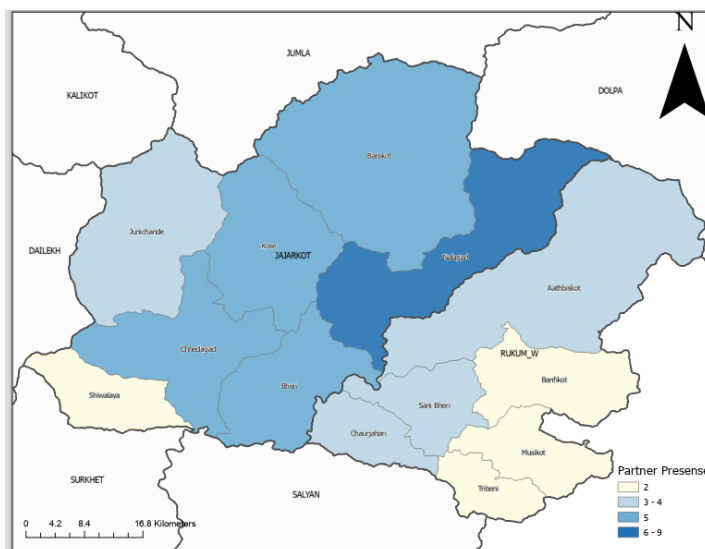 N
JUMLA
KALIKOT
DOLPA
Barekot
Junichande
DAILEKH
Kuse
JAJARKOT
Nalagad
Aathbiskot
Chhedagad
RUKUM_W
Shiwalaya
Bheri
Banfikot
Sani Bheri
Chaurjahari
Musikot
Partner Presense
SURKHET
Tribeni
2
SALYAN
3 - 4
5
0 4.2 8.4 16.8 Kilometers
6 - 9